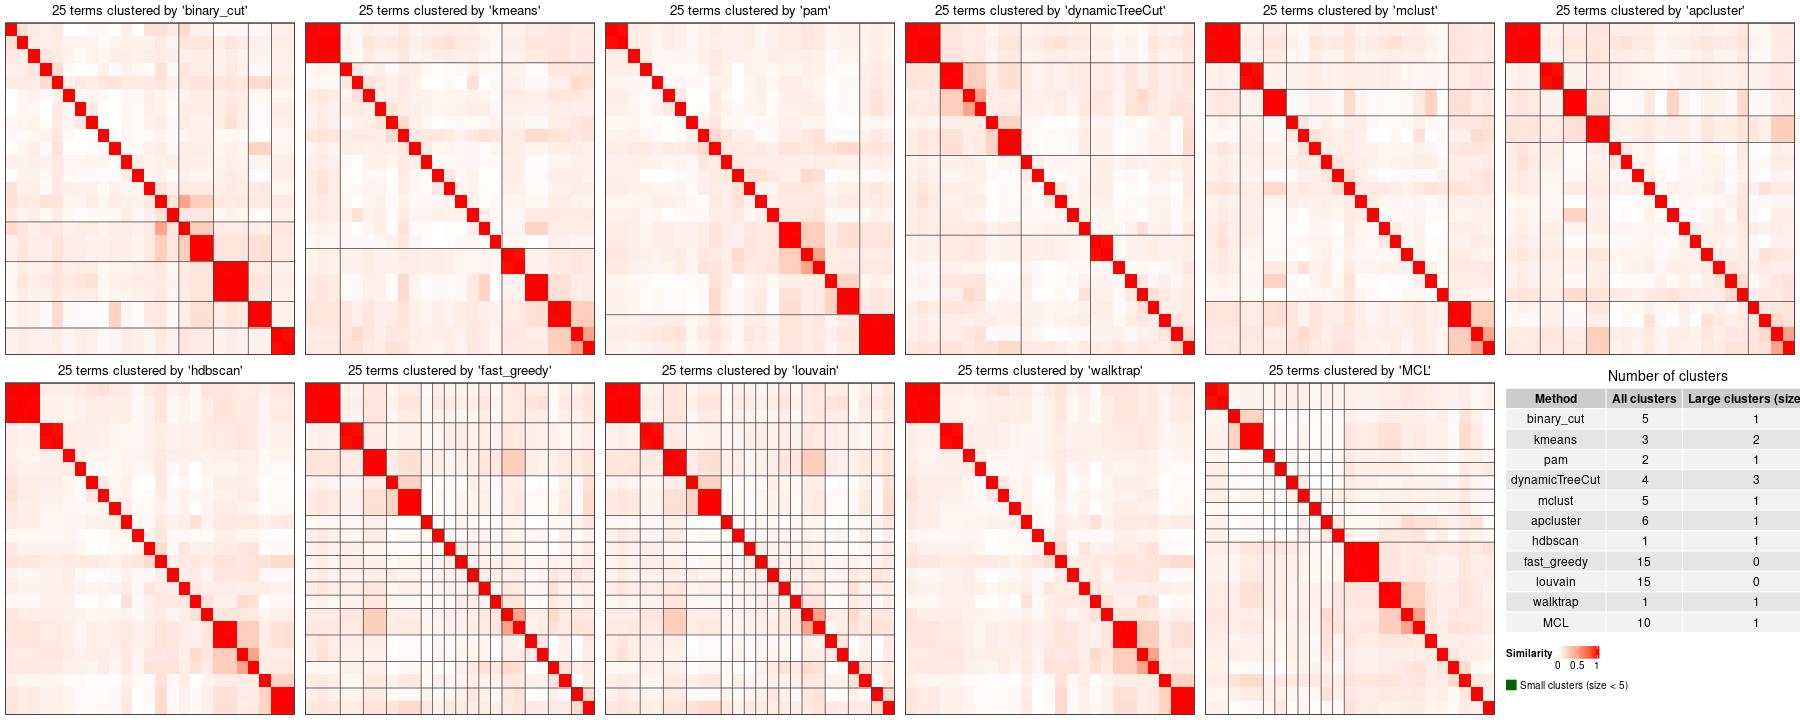 25 terms clustered by 'binary_cut'
25 terms clustered by 'kmeans'
25 terms clustered by 'pam'
25 terms clustered by 'dynamicTreeCut'
25 terms clustered by 'mclust'
25 terms clustered by 'apcluster'
25 terms clustered by 'hdbscan'
25 terms clustered by 'fast_greedy'
25 terms clustered by 'louvain'
25 terms clustered by 'walktrap'
25 terms clustered by 'MCL'
Number of clusters
Method All clusters Large clusters (size
binary_cut 5 1
kmeans 3 2
pam 2 1
dynamicTreeCut 4 3
mclust 5 1
apcluster 6 1
hdbscan 1 1
fast_greedy 15 0
louvain 15 0
walktrap 1 1
MCL 10 1
Similarity
0 0.5 1
Small clusters (size < 5)